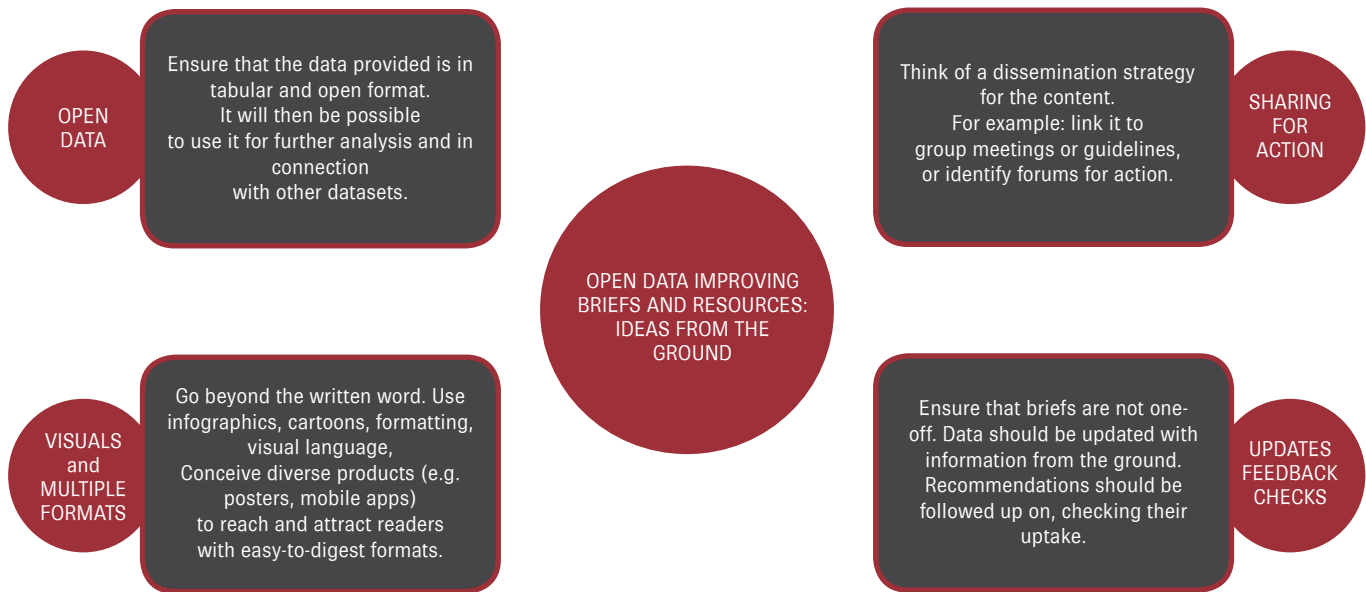 OPEN
DATA
Ensure that the data provided is in
tabular and open format.
It will then be possible
to use it for further analysis and in
connection
with other datasets.
Think of a dissemination strategy
for the content.
For example: link it to
group meetings or guidelines,
or identify forums for action.
SHARING
FOR
ACTION
OPEN DATA IMPROVING
BRIEFS AND RESOURCES:
IDEAS FROM THE
GROUND
VISUALS
and
MULTIPLE
FORMATS
Go beyond the written word. Use
infographics, cartoons, formatting,
visual language,
Conceive diverse products (e.g.
posters, mobile apps)
to reach and attract readers
with easy-to-digest formats.
Ensure that briefs are not one-
off. Data should be updated with
information from the ground.
Recommendations should be
followed up on, checking their
uptake.
UPDATES
FEEDBACK
CHECKS